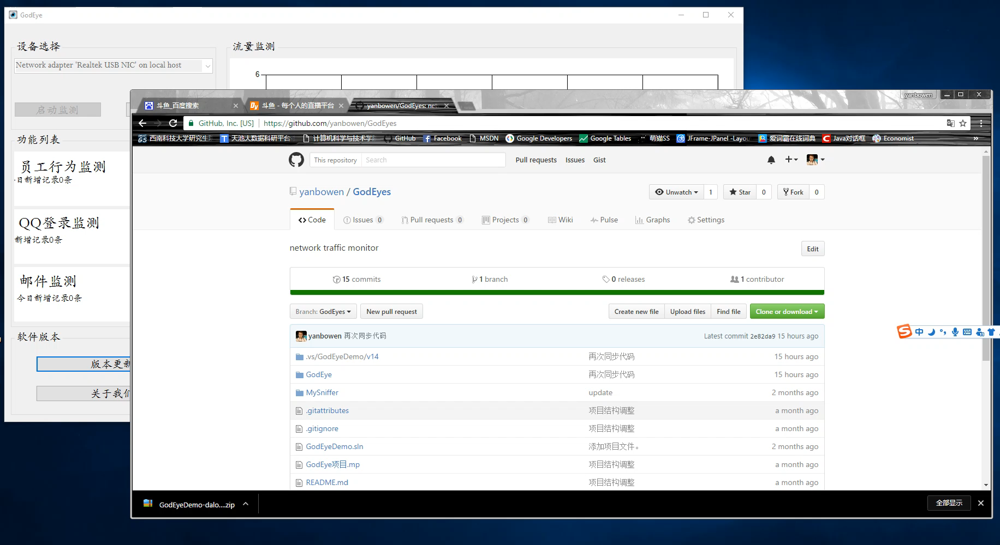 GodEye
设备选择
流量监测
Network adapter 'Realtek USB NIC' on local host
6
启动监测
功能列表
员工行为监测
日新增记录0条
QQ登录监测
新增记录0条
邮件监测
今日新增记录0条
软件版本
版本更新
关于我们
斗鱼_百度搜索
斗鱼 - 每个人的直播平台
yanbowen/GodEyes: net
yanbowen
GitHub, Inc. [US] https://github.com/yanbowen/GodEyes
西南科技大学研究生 天池大数据科研平台 计算机科学与技术学 GitHub Facebook MSDN Google Developers Google Tables 萌猫SS JFrame-JPanel -Layou 爱词霸在线词典 Java对话框 Economist »
This repository Search Pull requests Issues Gist
yanbowen / GodEyes
Unwatch 1 Star 0 Fork 0
Code Issues 0 Pull requests 0 Projects 0 Wiki Pulse Graphs Settings
network traffic monitor Edit
15 commits 1 branch 0 releases 1 contributor
Branch: GodEyes New pull request Create new file Upload files Find file Clone or download
yanbowen 再次同步代码 Latest commit 2e82da9 15 hours ago
.vs/GodEyeDemo/v14 再次同步代码 15 hours ago
GodEye 再次同步代码 15 hours ago
MySniffer update 2 months ago
.gitattributes 项目结构调整 a month ago
.gitignore 项目结构调整 a month ago
GodEyeDemo.sln 添加项目文件。 2 months ago
GodEye项目.mp 项目结构调整 a month ago
README.md 项目结构调整 a month ago
GodEyeDemo-dalo....zip
全部显示
中